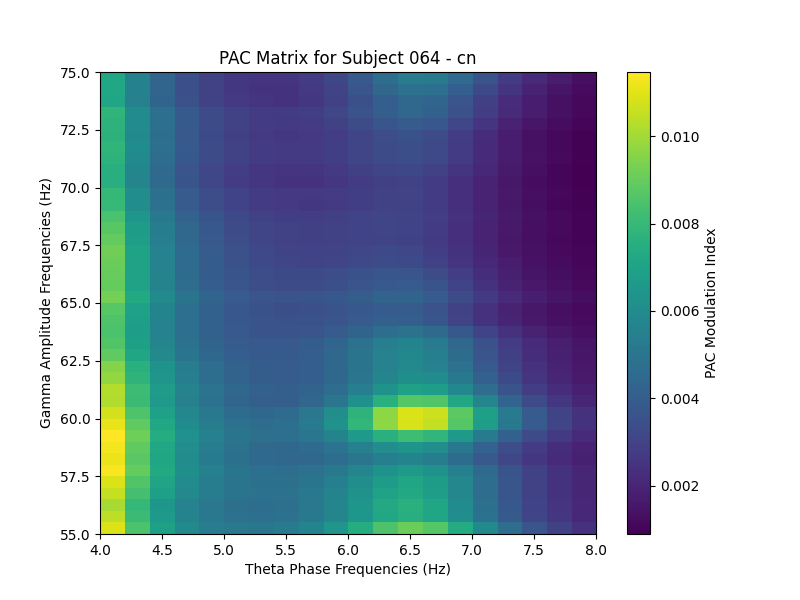 PAC Matrix for Subject 064 - cn
75.0
72.5
70.0
67.5
65.0
62.5
60.0
57.5
55.0
Gamma Amplitude Frequencies (Hz)
4.0 4.5 5.0 5.5 6.0 6.5 7.0 7.5 8.0
Theta Phase Frequencies (Hz)
0.010
0.008
0.006
0.004
0.002
PAC Modulation Index